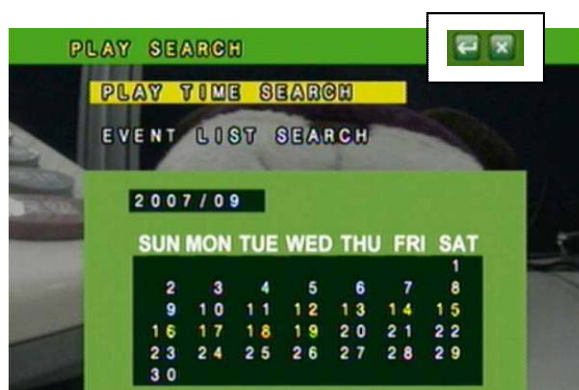 PLAY SEARCH
PLAY TIME SEARCH
EVENT LIST SEARCH
2007/09
SUN MON TUE WED THU FRI SAT
1
2 3 4 5 6 7 8
9 10 11 12 13 14 15
16 17 18 19 20 21 22
23 24 25 26 27 28 29
30